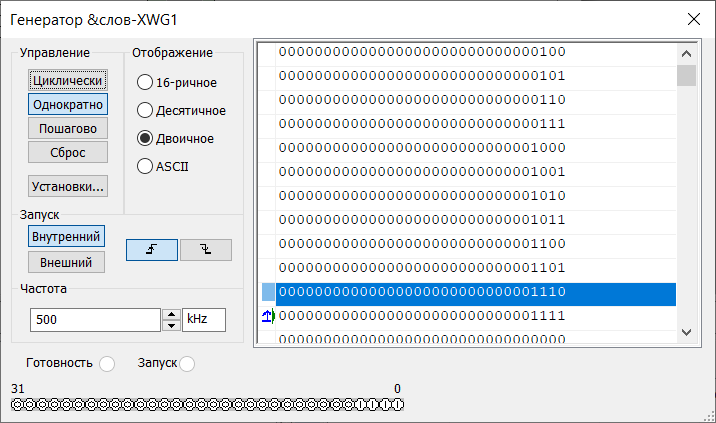 Генератор &слов-XWG1
Управление
Циклически
Однократно
Пошагово
Сброс
Установки...
Отображение
16-ричное
Десятичное
Двоичное
ASCII
Запуск
Внутренний
Внешний
Частота
500
kHz
00000000000000000000000000000100
00000000000000000000000000000101
00000000000000000000000000000110
00000000000000000000000000000111
00000000000000000000000000001000
00000000000000000000000000001001
00000000000000000000000000001010
00000000000000000000000000001011
00000000000000000000000000001100
00000000000000000000000000001101
00000000000000000000000000001110
00000000000000000000000000001111
00000000000000000000000000000000
Готовность
Запуск
31 0